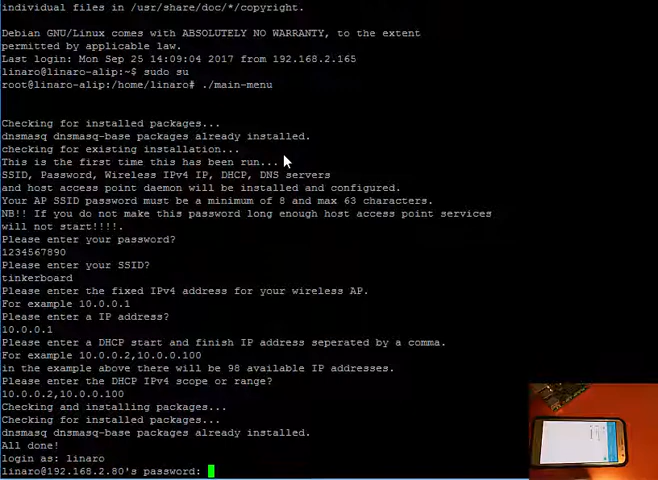 individual files in /usr/share/doc/*/copyright.
Debian GNU/Linux comes with ABSOLUTELY NO WARRANTY, to the extent
permitted by applicable law.
Last login: Mon Sep 25 14:09:04 2017 from 192.168.2.165
linaro@linaro-alip:~$ sudo su
root@linaro-alip:/home/linaro# ./main-menu
Checking for installed packages...
dnsmasq dnsmasq-base packages already installed.
checking for existing installation...
This is the first time this has been run...
SSID, Password, Wireless IPv4 IP, DHCP, DNS servers
and host access point daemon will be installed and configured.
Your AP SSID password must be a minimum of 8 and max 63 characters.
NB!! If you do not make this password long enough host access point services
will not start!!!!.
Please enter your password?
1234567890
Please enter your SSID?
tinkerboard
Please enter the fixed IPv4 address for your wireless AP.
For example 10.0.0.1
Please enter a IP address?
10.0.0.1
Please enter a DHCP start and finish IP address seperated by a comma.
For example 10.0.0.2,10.0.0.100
in the example above there will be 98 available IP addresses.
Please enter the DHCP IPv4 scope or range?
10.0.0.2,10.0.0.100
Checking and installing packages...
Checking for installed packages...
dnsmasq dnsmasq-base packages already installed.
All done!
login as: linaro
linaro@192.168.2.80's password: